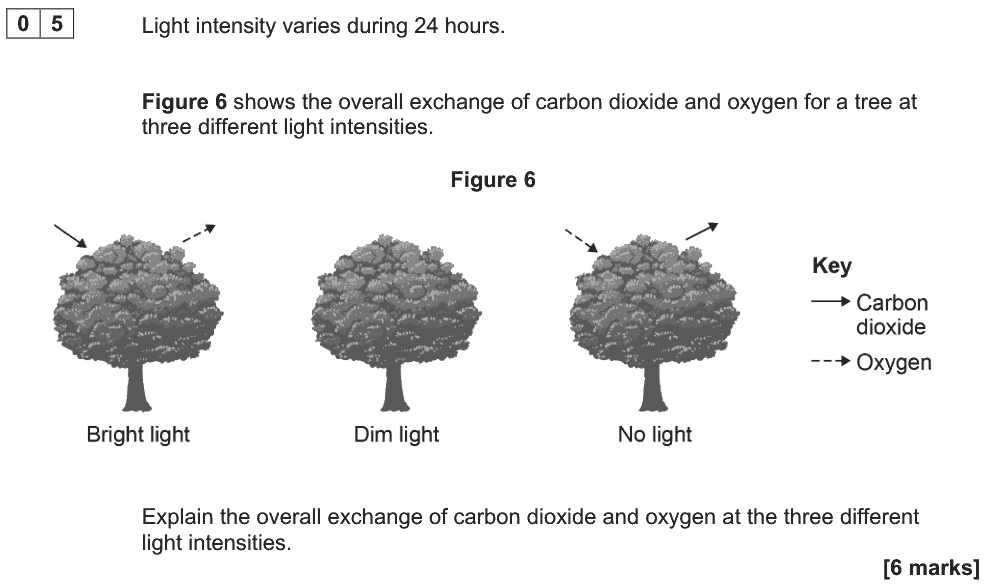 0 5 Light intensity varies during 24 hours.
Figure 6 shows the overall exchange of carbon dioxide and oxygen for a tree at
three different light intensities.
Figure 6
Key
Carbon
dioxide
Oxygen
Bright light
Dim light
No light
Explain the overall exchange of carbon dioxide and oxygen at the three different
light intensities.
[6 marks]